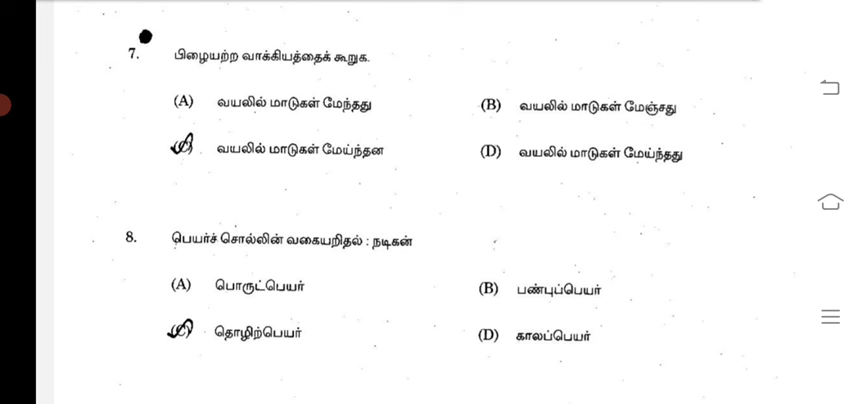 7. பிழையற்ற வாக்கியத்தைக் கூறுக.
(A) வயலில் மாடுகள் மேந்தது (B) வயலில் மாடுகள் மேஞ்சது
வயலில் மாடுகள் மேய்ந்தன (D) வயலில் மாடுகள் மேய்ந்தது
8. பெயர்ச் சொல்லின் வகையறிதல் : நடிகன்
(A) பொருட்பெயர் (B) பண்புப்பெயர்
தொழிற்பெயர் (D) காலப்பெயர்